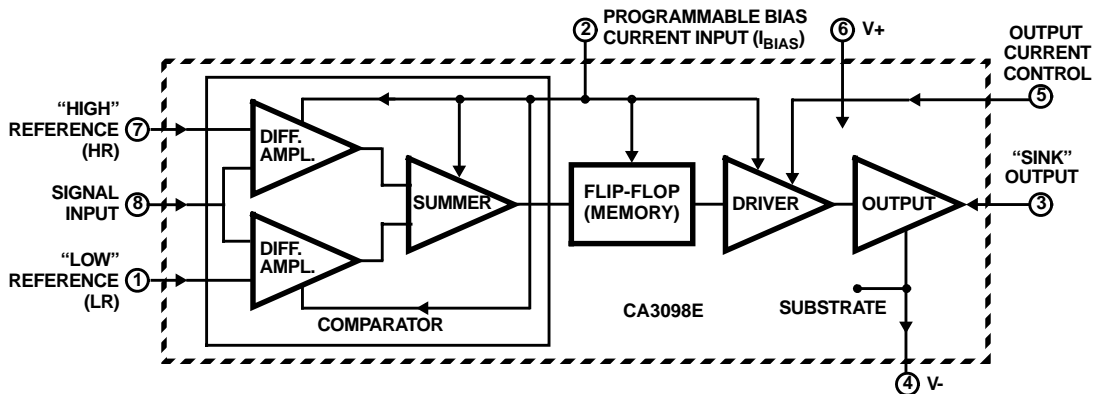 PROGRAMMABLE BIAS
CURRENT INPUT (IBIAS)
2
6
V+
OUTPUT
CURRENT
CONTROL
5
“HIGH”
REFERENCE
(HR)
7
DIFF.
AMPL.
SIGNAL
INPUT
8
SUMMER
FLIP-FLOP
(MEMORY)
DRIVER
OUTPUT
“SINK”
OUTPUT
3
“LOW”
REFERENCE
(LR)
1
DIFF.
AMPL.
COMPARATOR
CA3098E
SUBSTRATE
4
V-